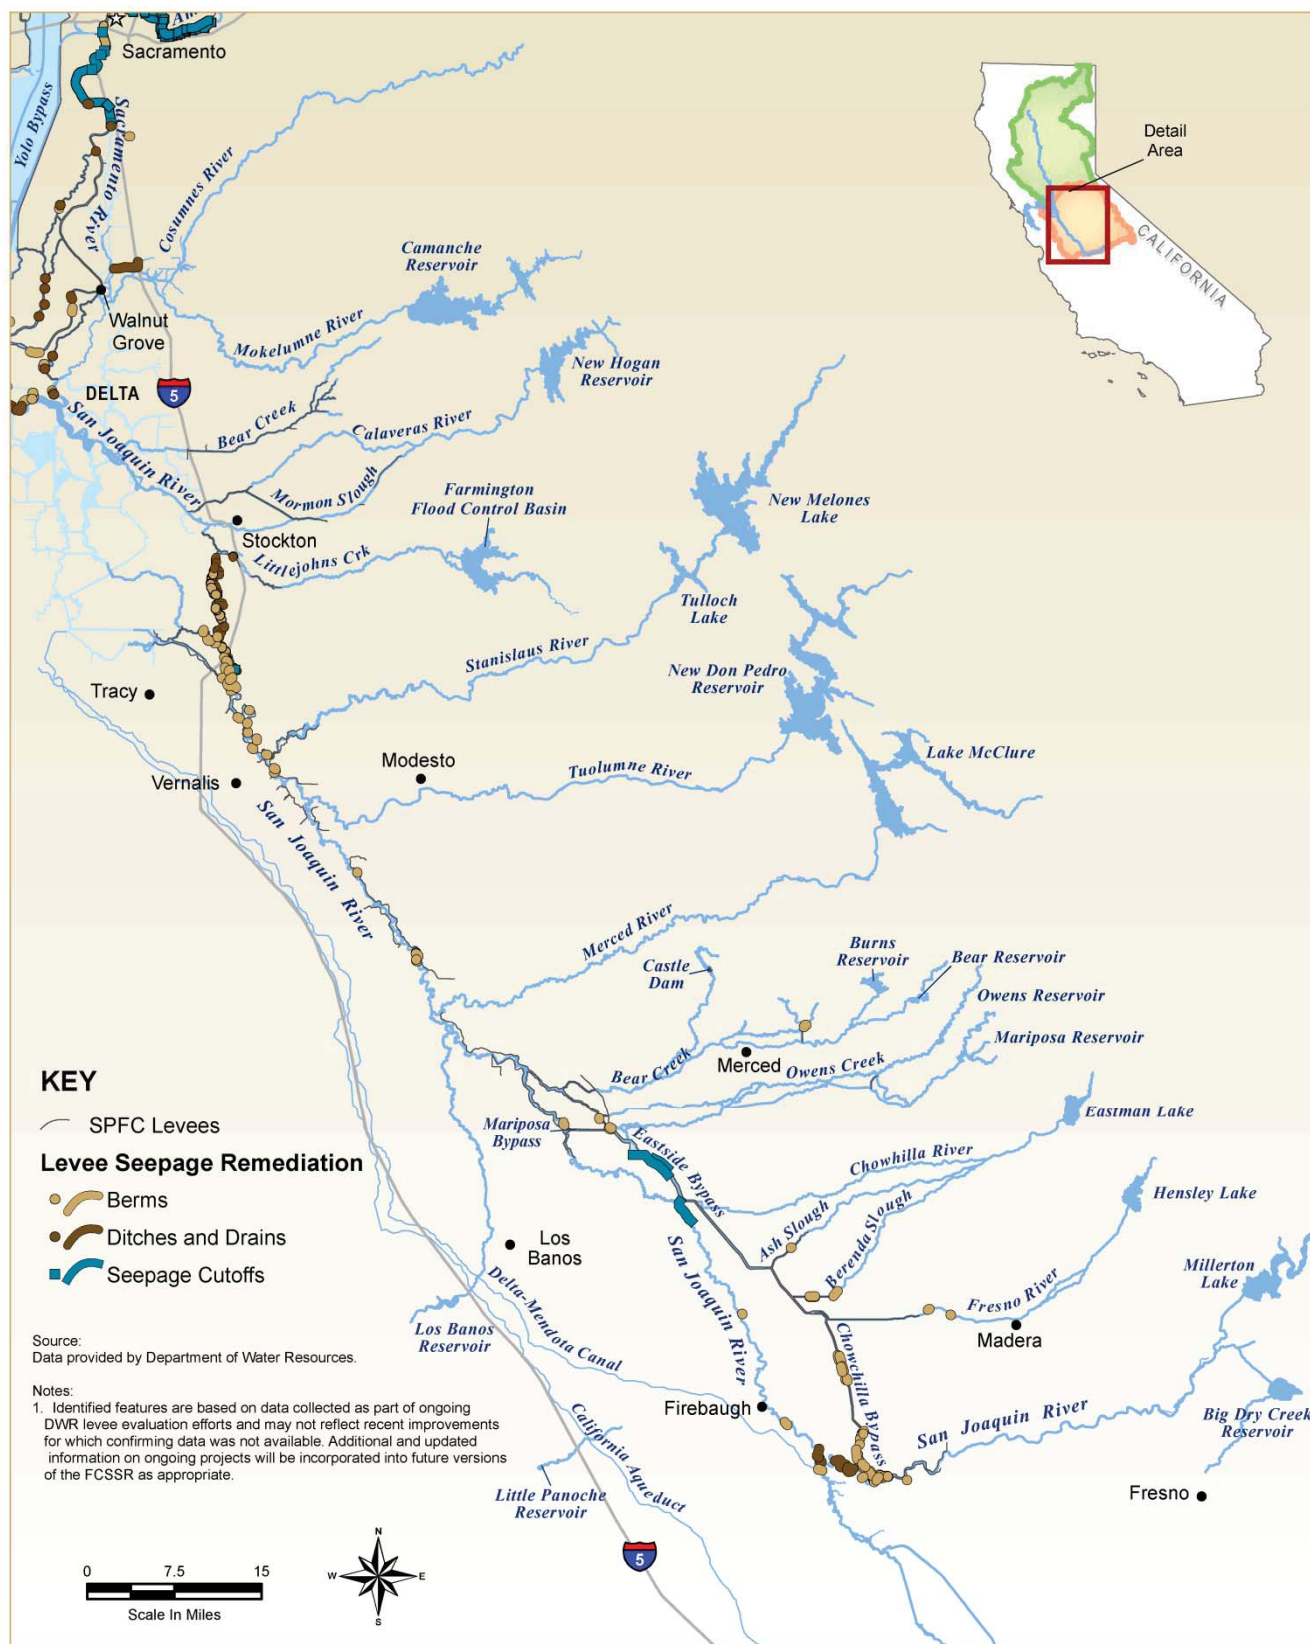 Am
Sacramento
Yolo Bypass
Sacramento River
Cosumnes River
Detail
Area
CALIFORNIA
Camanche
Reservoir
Walnut
Grove
Mokelumne River
New Hogan
Reservoir
DELTA
5
Bear Creek
Calaveras River
San Joaquin River
Mormon Slough
Farmington
Flood Control Basin
New Melones
Lake
Stockton
Littlejohns Crk
Tulloch
Lake
Stanislaus River
New Don Pedro
Reservoir
Tracy
Lake McClure
Modesto
Tuolumne River
Vernalis
San Joaquin River
Merced River
Castle
Dam
Burns
Reservoir
Bear Reservoir
Owens Reservoir
Mariposa Reservoir
Bear Creek
Merced
Owens Creek
Eastman Lake
Mariposa
Bypass
Eastside Bypass
Chowhilla River
Hensley Lake
Ash Slough
Berenda Slough
Los
Banos
Millerton
Lake
San Joaquin River
Fresno River
Madera
Delta-Mendota Canal
Los Banos
Reservoir
Chowchilla Bypass
Firebaugh
San Joaquin River
Big Dry Creek
Reservoir
California Aqueduct
Little Panoche
Reservoir
Fresno
5
KEY
SPFC Levees
Levee Seepage Remediation
Berms
Ditches and Drains
Seepage Cutoffs
Source:
Data provided by Department of Water Resources.
Notes:
1. Identified features are based on data collected as part of ongoing
DWR levee evaluation efforts and may not reflect recent improvements
for which confirming data was not available. Additional and updated
information on ongoing projects will be incorporated into future versions
of the FCSSR as appropriate.
0 7.5 15
Scale In Miles
N
W E
S